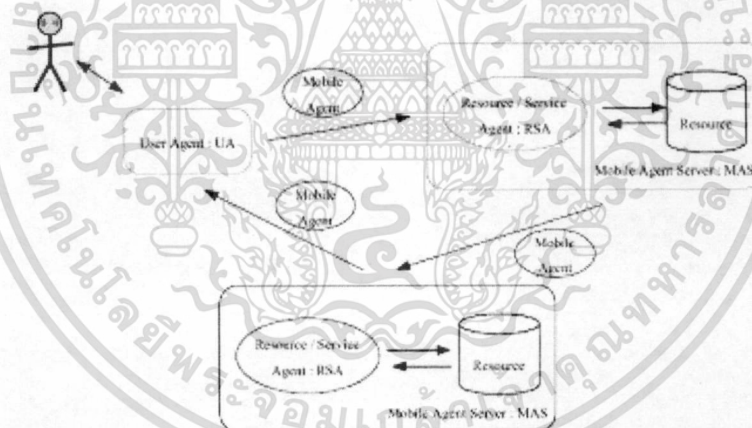 Mobile
Agent
Resource / Service
Agent : RSA
Resource
User Agent : UA
Mobile Agent Server : MAS
Mobile
Agent
Mobile
Agent
Resource / Service
Agent : RSA
Resource
Mobile Agent Server : MAS